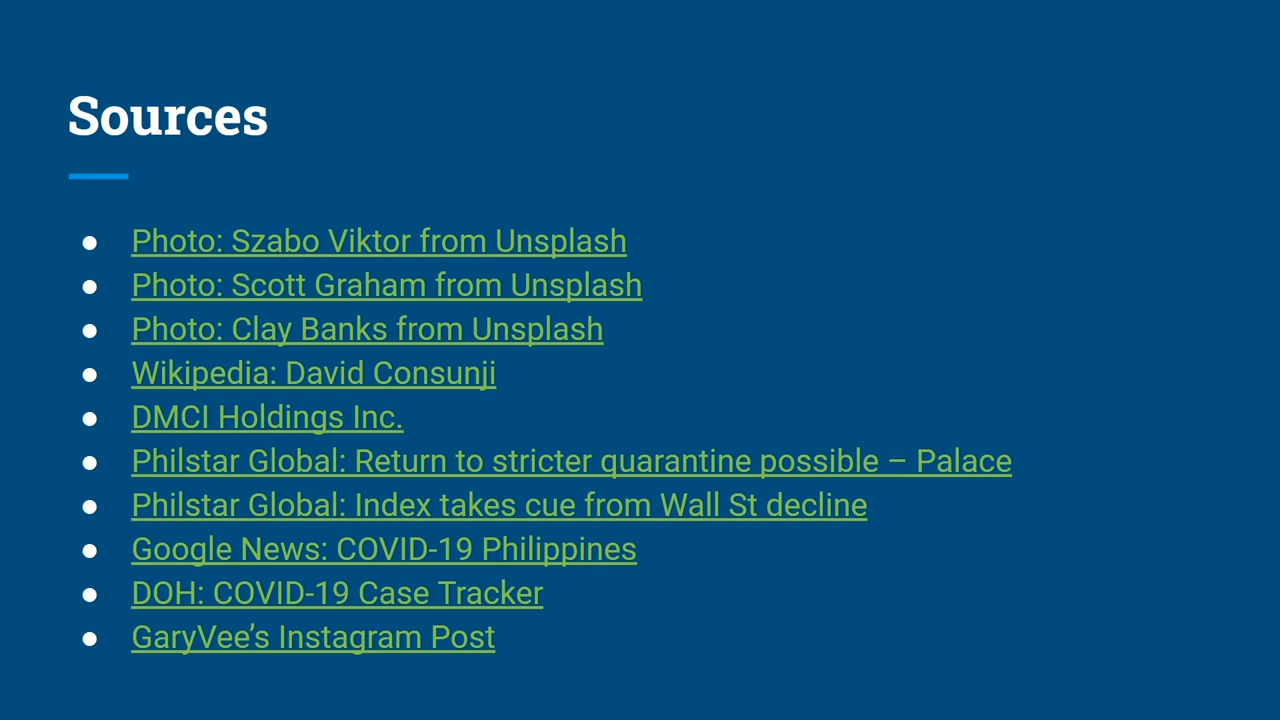 Sources
● Photo: Szabo Viktor from Unsplash
● Photo: Scott Graham from Unsplash
● Photo: Clay Banks from Unsplash
● Wikipedia: David Consunji
● DMCI Holdings Inc.
● Philstar Global: Return to stricter quarantine possible – Palace
● Philstar Global: Index takes cue from Wall St decline
● Google News: COVID-19 Philippines
● DOH: COVID-19 Case Tracker
● GaryVee’s Instagram Post